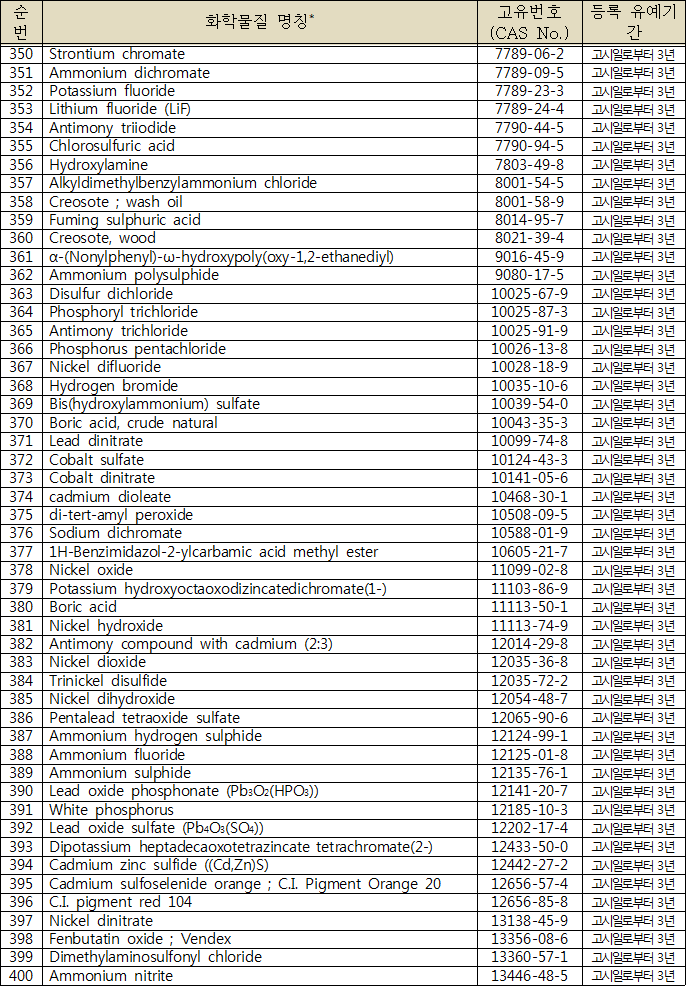 순번 화학물질 명칭* 고유번호 (CAS No.) 등록 유예기간
350 Strontium chromate 7789-06-2 고시일로부터 3년
351 Ammonium dichromate 7789-09-5 고시일로부터 3년
352 Potassium fluoride 7789-23-3 고시일로부터 3년
353 Lithium fluoride (LiF) 7789-24-4 고시일로부터 3년
354 Antimony triiodide 7790-44-5 고시일로부터 3년
355 Chlorosulfuric acid 7790-94-5 고시일로부터 3년
356 Hydroxylamine 7803-49-8 고시일로부터 3년
357 Alkyldimethylbenzylammonium chloride 8001-54-5 고시일로부터 3년
358 Creosote ; wash oil 8001-58-9 고시일로부터 3년
359 Fuming sulphuric acid 8014-95-7 고시일로부터 3년
360 Creosote, wood 8021-39-4 고시일로부터 3년
361 α-(Nonylphenyl)-ω-hydroxypoly(oxy-1,2-ethanediyl) 9016-45-9 고시일로부터 3년
362 Ammonium polysulphide 9080-17-5 고시일로부터 3년
363 Disulfur dichloride 10025-67-9 고시일로부터 3년
364 Phosphoryl trichloride 10025-87-3 고시일로부터 3년
365 Antimony trichloride 10025-91-9 고시일로부터 3년
366 Phosphorus pentachloride 10026-13-8 고시일로부터 3년
367 Nickel difluoride 10028-18-9 고시일로부터 3년
368 Hydrogen bromide 10035-10-6 고시일로부터 3년
369 Bis(hydroxylammonium) sulfate 10039-54-0 고시일로부터 3년
370 Boric acid, crude natural 10043-35-3 고시일로부터 3년
371 Lead dinitrate 10099-74-8 고시일로부터 3년
372 Cobalt sulfate 10124-43-3 고시일로부터 3년
373 Cobalt dinitrate 10141-05-6 고시일로부터 3년
374 cadmium dioleate 10468-30-1 고시일로부터 3년
375 di-tert-amyl peroxide 10508-09-5 고시일로부터 3년
376 Sodium dichromate 10588-01-9 고시일로부터 3년
377 1H-Benzimidazol-2-ylcarbamic acid methyl ester 10605-21-7 고시일로부터 3년
378 Nickel oxide 11099-02-8 고시일로부터 3년
379 Potassium hydroxyoctaoxodizincatedichromate(1-) 11103-86-9 고시일로부터 3년
380 Boric acid 11113-50-1 고시일로부터 3년
381 Nickel hydroxide 11113-74-9 고시일로부터 3년
382 Antimony compound with cadmium (2:3) 12014-29-8 고시일로부터 3년
383 Nickel dioxide 12035-36-8 고시일로부터 3년
384 Trinickel disulfide 12035-72-2 고시일로부터 3년
385 Nickel dihydroxide 12054-48-7 고시일로부터 3년
386 Pentalead tetraoxide sulfate 12065-90-6 고시일로부터 3년
387 Ammonium hydrogen sulphide 12124-99-1 고시일로부터 3년
388 Ammonium fluoride 12125-01-8 고시일로부터 3년
389 Ammonium sulphide 12135-76-1 고시일로부터 3년
390 Lead oxide phosphonate (Pb₃O₂(HPO₃)) 12141-20-7 고시일로부터 3년
391 White phosphorus 12185-10-3 고시일로부터 3년
392 Lead oxide sulfate (Pb₄O₃(SO₄)) 12202-17-4 고시일로부터 3년
393 Dipotassium heptadecaoxotetrazincate tetrachromate(2-) 12433-50-0 고시일로부터 3년
394 Cadmium zinc sulfide ((Cd,Zn)S) 12442-27-2 고시일로부터 3년
395 Cadmium sulfoselenide orange ; C.I. Pigment Orange 20 12656-57-4 고시일로부터 3년
396 C.I. pigment red 104 12656-85-8 고시일로부터 3년
397 Nickel dinitrate 13138-45-9 고시일로부터 3년
398 Fenbutatin oxide ; Vendex 13356-08-6 고시일로부터 3년
399 Dimethylaminosulfonyl chloride 13360-57-1 고시일로부터 3년
400 Ammonium nitrite 13446-48-5 고시일로부터 3년